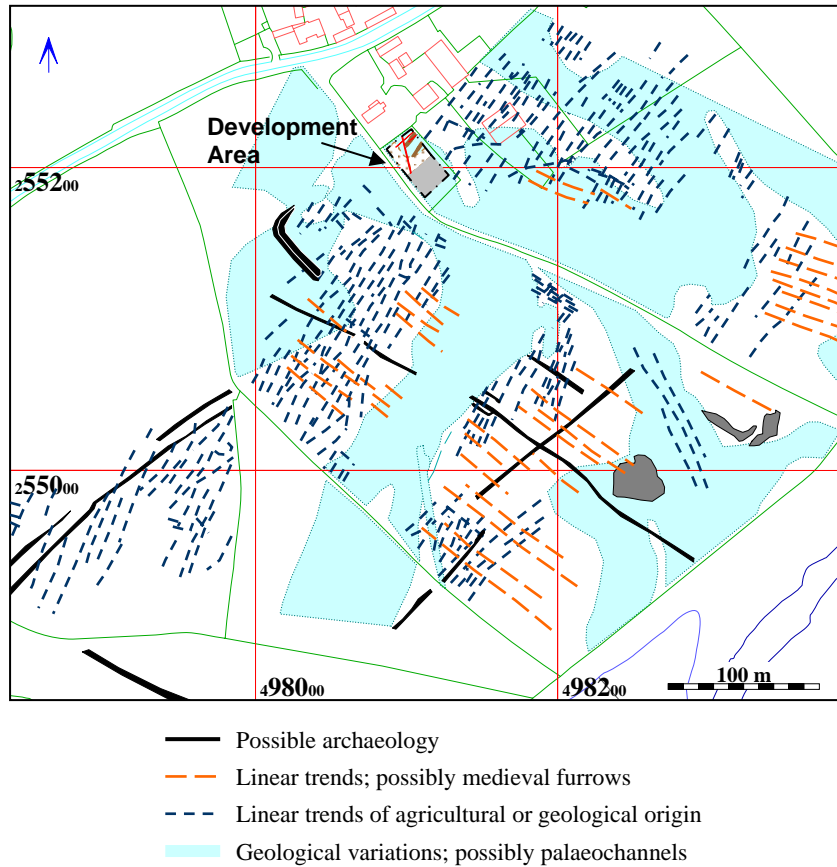 Development
Area
255200
255000
498000
498200
100 m
Possible archaeology
Linear trends; possibly medieval furrows
Linear trends of agricultural or geological origin
Geological variations; possibly palaeochannels